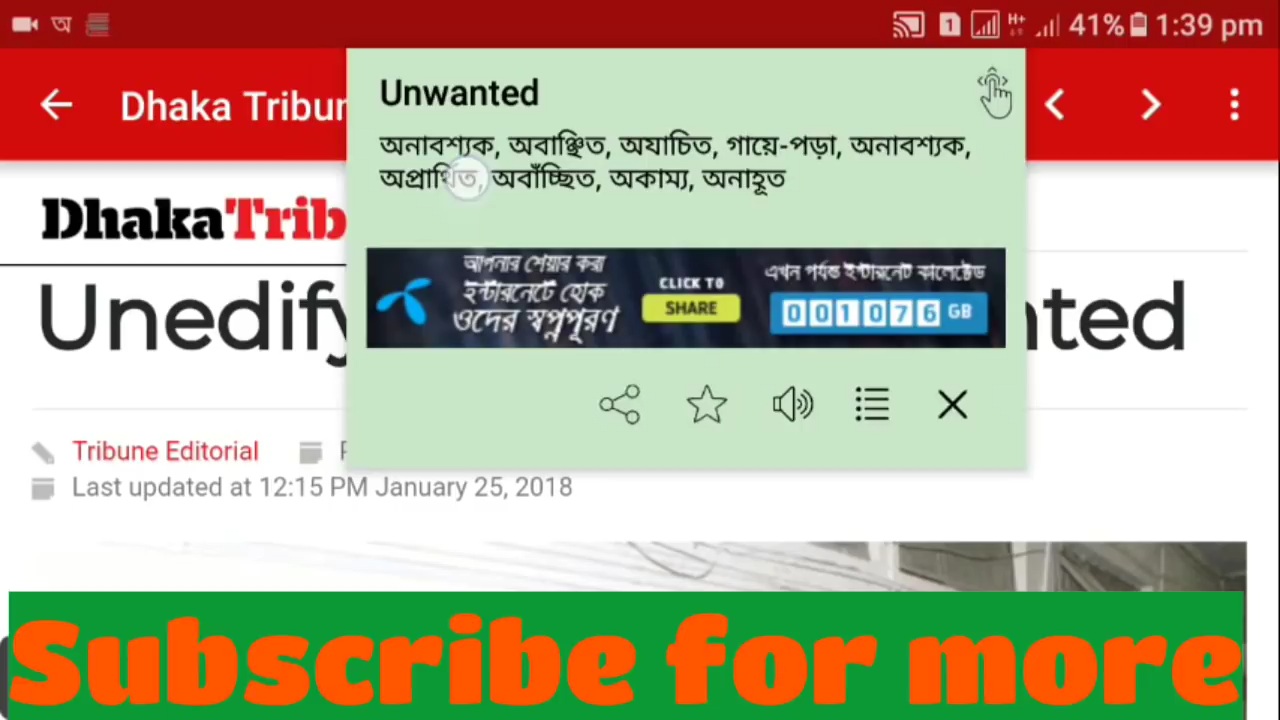 অ
1
H+
41%
1:39 pm
Dhaka Tribun
Unwanted
অনাবশ্যক, অবাঞ্ছিত, অযাচিত, গায়ে-পড়া, অনাবশ্যক,
অপ্রার্থিত, অবাঁচ্ছিত, অকাম্য, অনাহূত
DhakaTrib
আপনার শেয়ার করা
ইন্টারনেটে হোক
ওদের স্বপ্নপূরণ
CLICK TO
SHARE
এখন পর্যন্ত ইন্টারনেট কালেক্টেড
001076 GB
Unedify
nted
Tribune Editorial
Last updated at 12:15 PM January 25, 2018
Subscribe for more